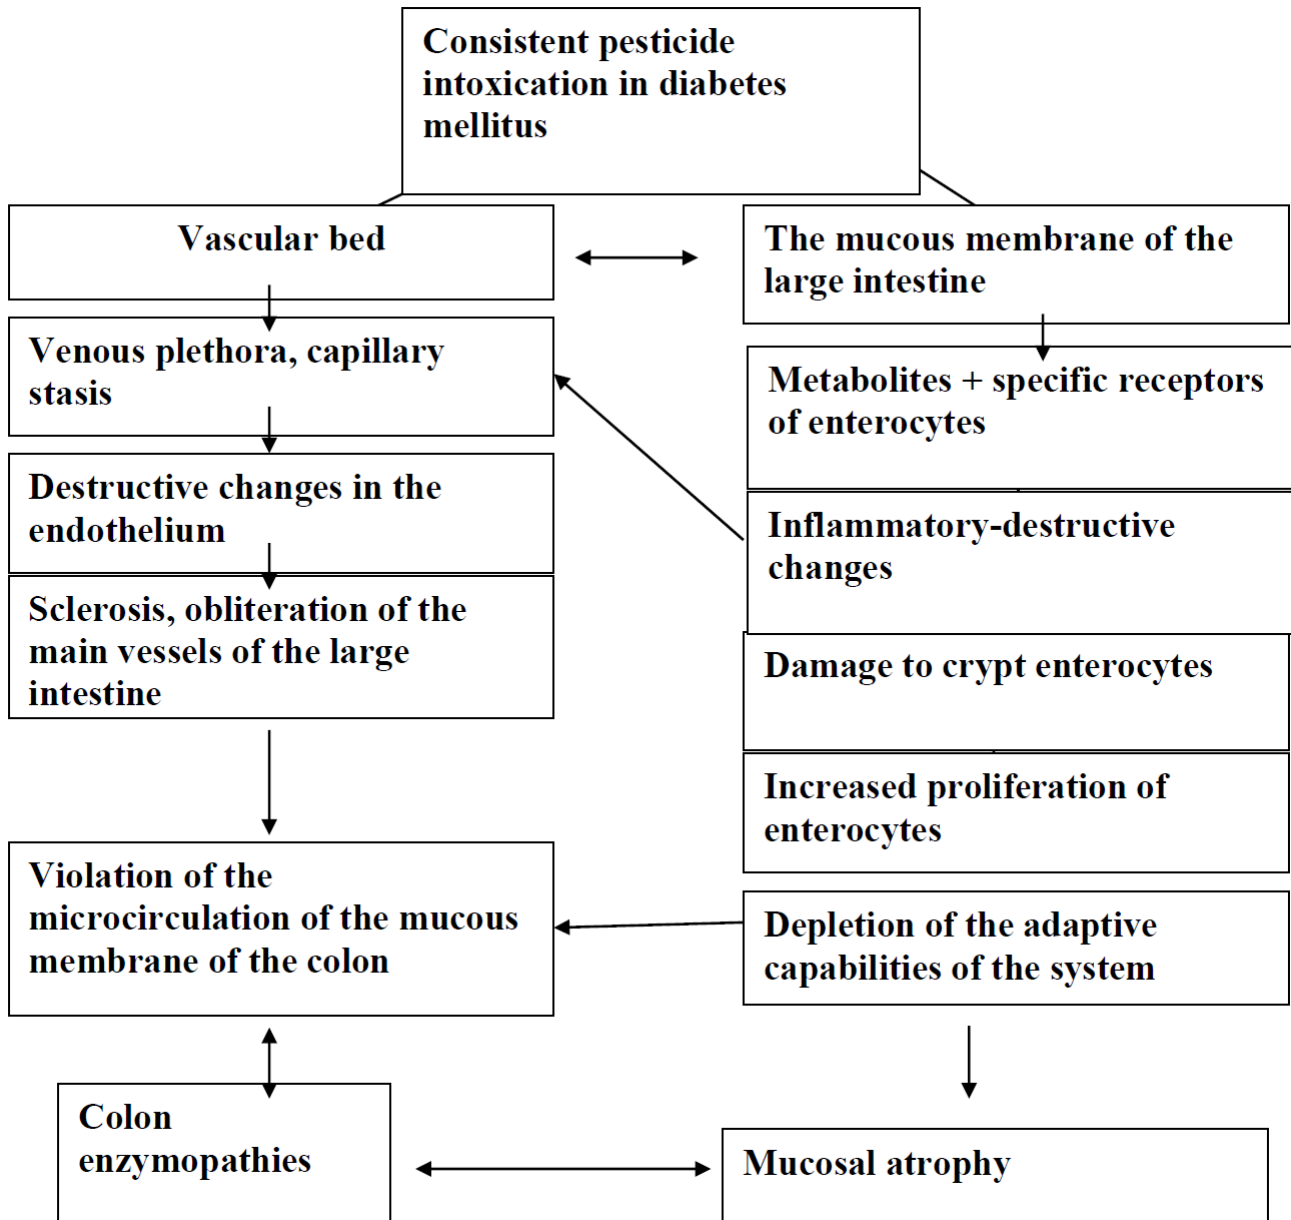 Consistent pesticide
intoxication in diabetes
mellitus
Vascular bed
The mucous membrane of the
large intestine
Venous plethora, capillary
stasis
Metabolites + specific receptors
of enterocytes
Destructive changes in the
endothelium
Inflammatory-destructive
changes
Sclerosis, obliteration of the
main vessels of the large
intestine
Damage to crypt enterocytes
Increased proliferation of
enterocytes
Violation of the
microcirculation of the mucous
membrane of the colon
Depletion of the adaptive
capabilities of the system
Colon
enzymopathies
Mucosal atrophy